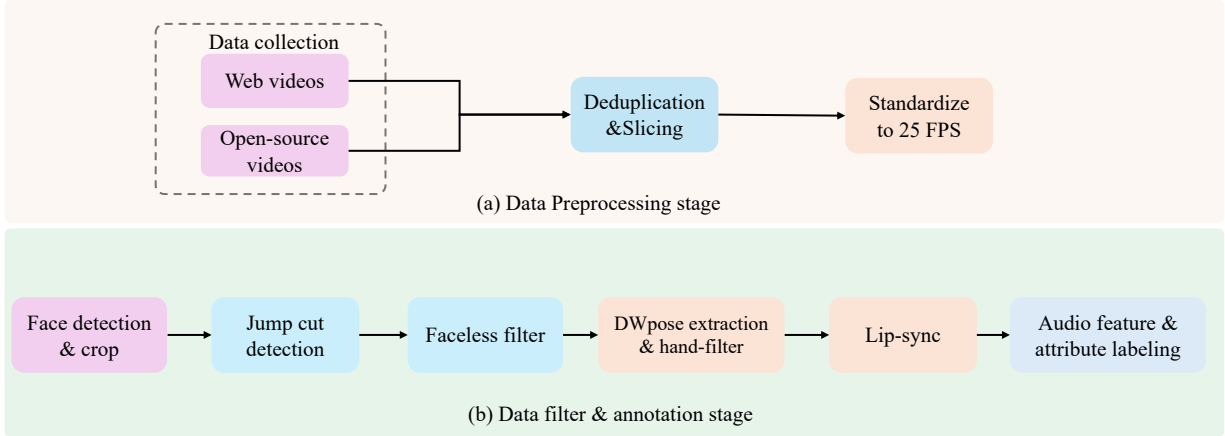 Data collection
Web videos
Open-source
videos
Deduplication
&Slicing
Standardize
to 25 FPS
(a) Data Preprocessing stage
Face detection
& crop
Jump cut
detection
Faceless filter
DWpose extraction
& hand-filter
Lip-sync
Audio feature &
attribute labeling
(b) Data filter & annotation stage